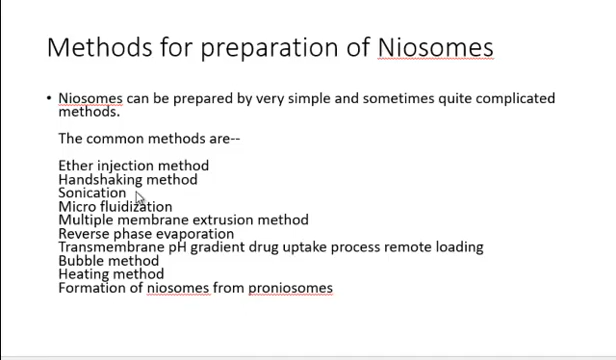 Methods for preparation of Niosomes
• Niosomes can be prepared by very simple and sometimes quite complicated
methods.
The common methods are--
Ether injection method
Handshaking method
Sonication
Micro fluidization
Multiple membrane extrusion method
Reverse phase evaporation
Transmembrane pH gradient drug uptake process remote loading
Bubble method
Heating method
Formation of niosomes from proniosomes